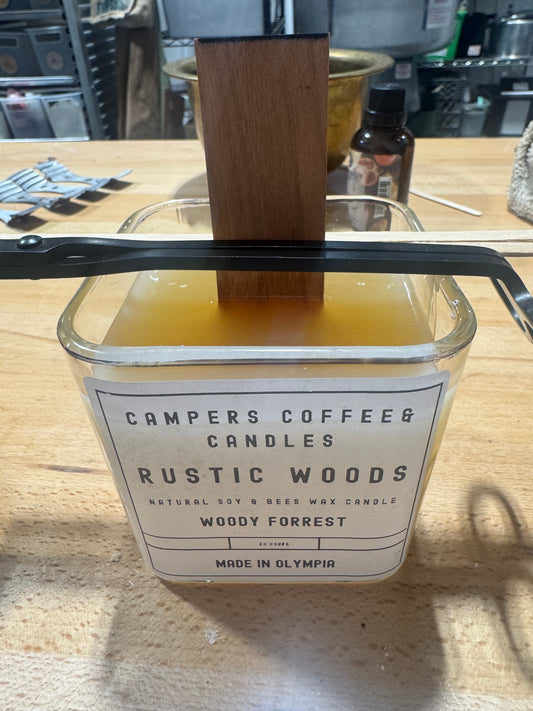 CAMPERS COFFEE&
CANDLES
RUSTIC WOODS
NATURAL SOY & BEES WAX CANDLE
WOODY FORREST
MADE IN OLYMPIA